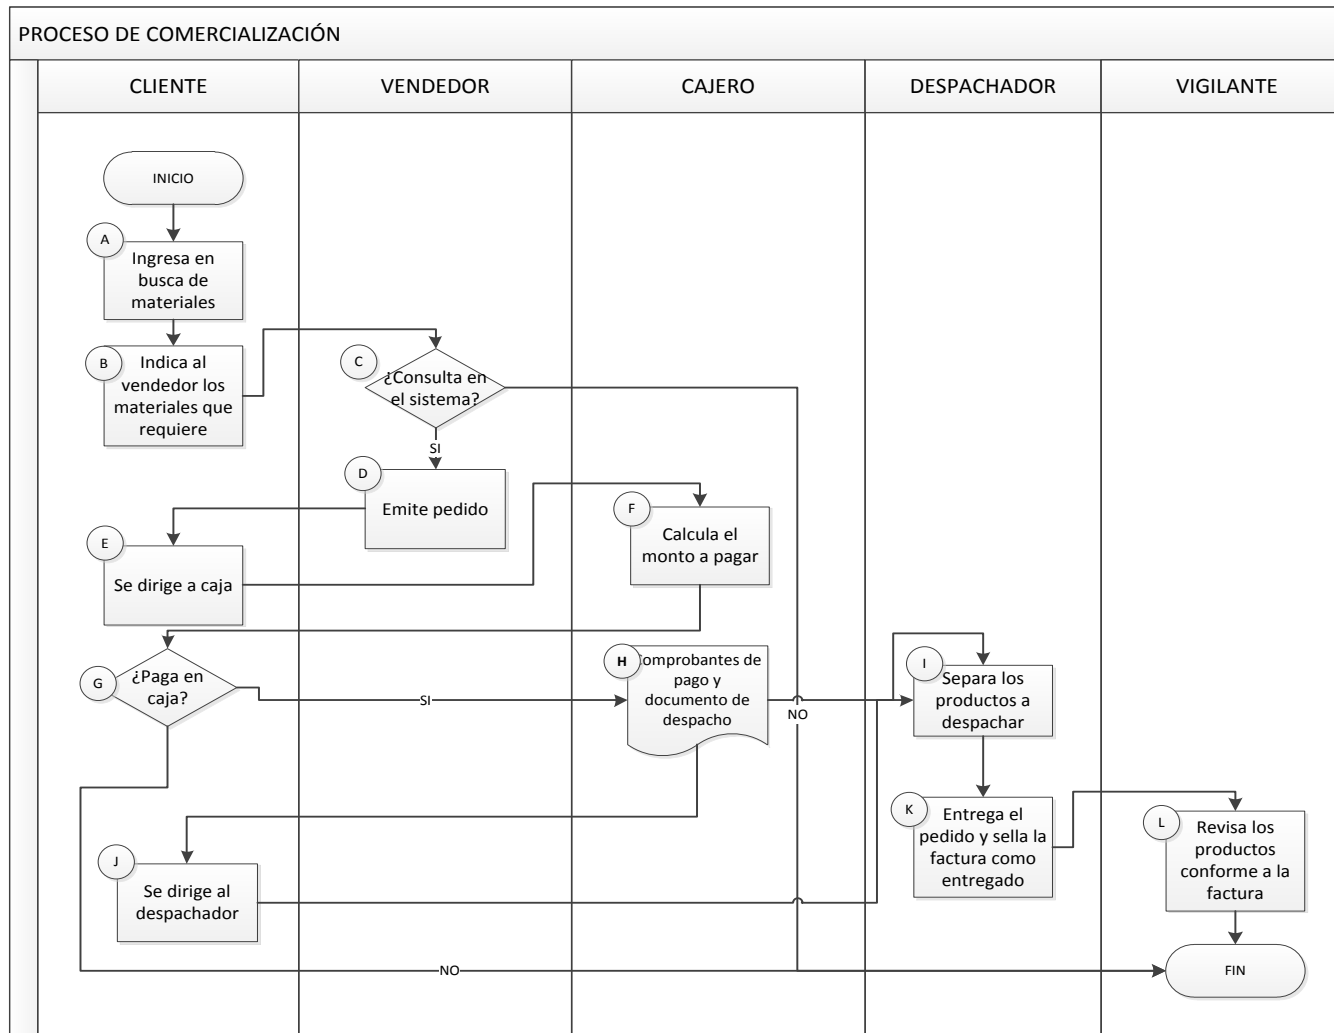 PROCESO DE COMERCIALIZACIÓN
CLIENTE
VENDEDOR
CAJERO
DESPACHADOR
VIGILANTE
INICIO
A
Ingresa en
busca de
materiales
B
Indica al
vendedor los
materiales que
requiere
C
¿Consulta en
el sistema?
SI
D
Emite pedido
E
Se dirige a caja
F
Calcula el
monto a pagar
G
¿Paga en
caja?
SI
H
Comprobantes de
pago y
documento de
despacho
NO
I
Separa los
productos a
despachar
J
Se dirige al
despachador
K
Entrega el
pedido y sella la
factura como
entregado
L
Revisa los
productos
conforme a la
factura
NO
FIN